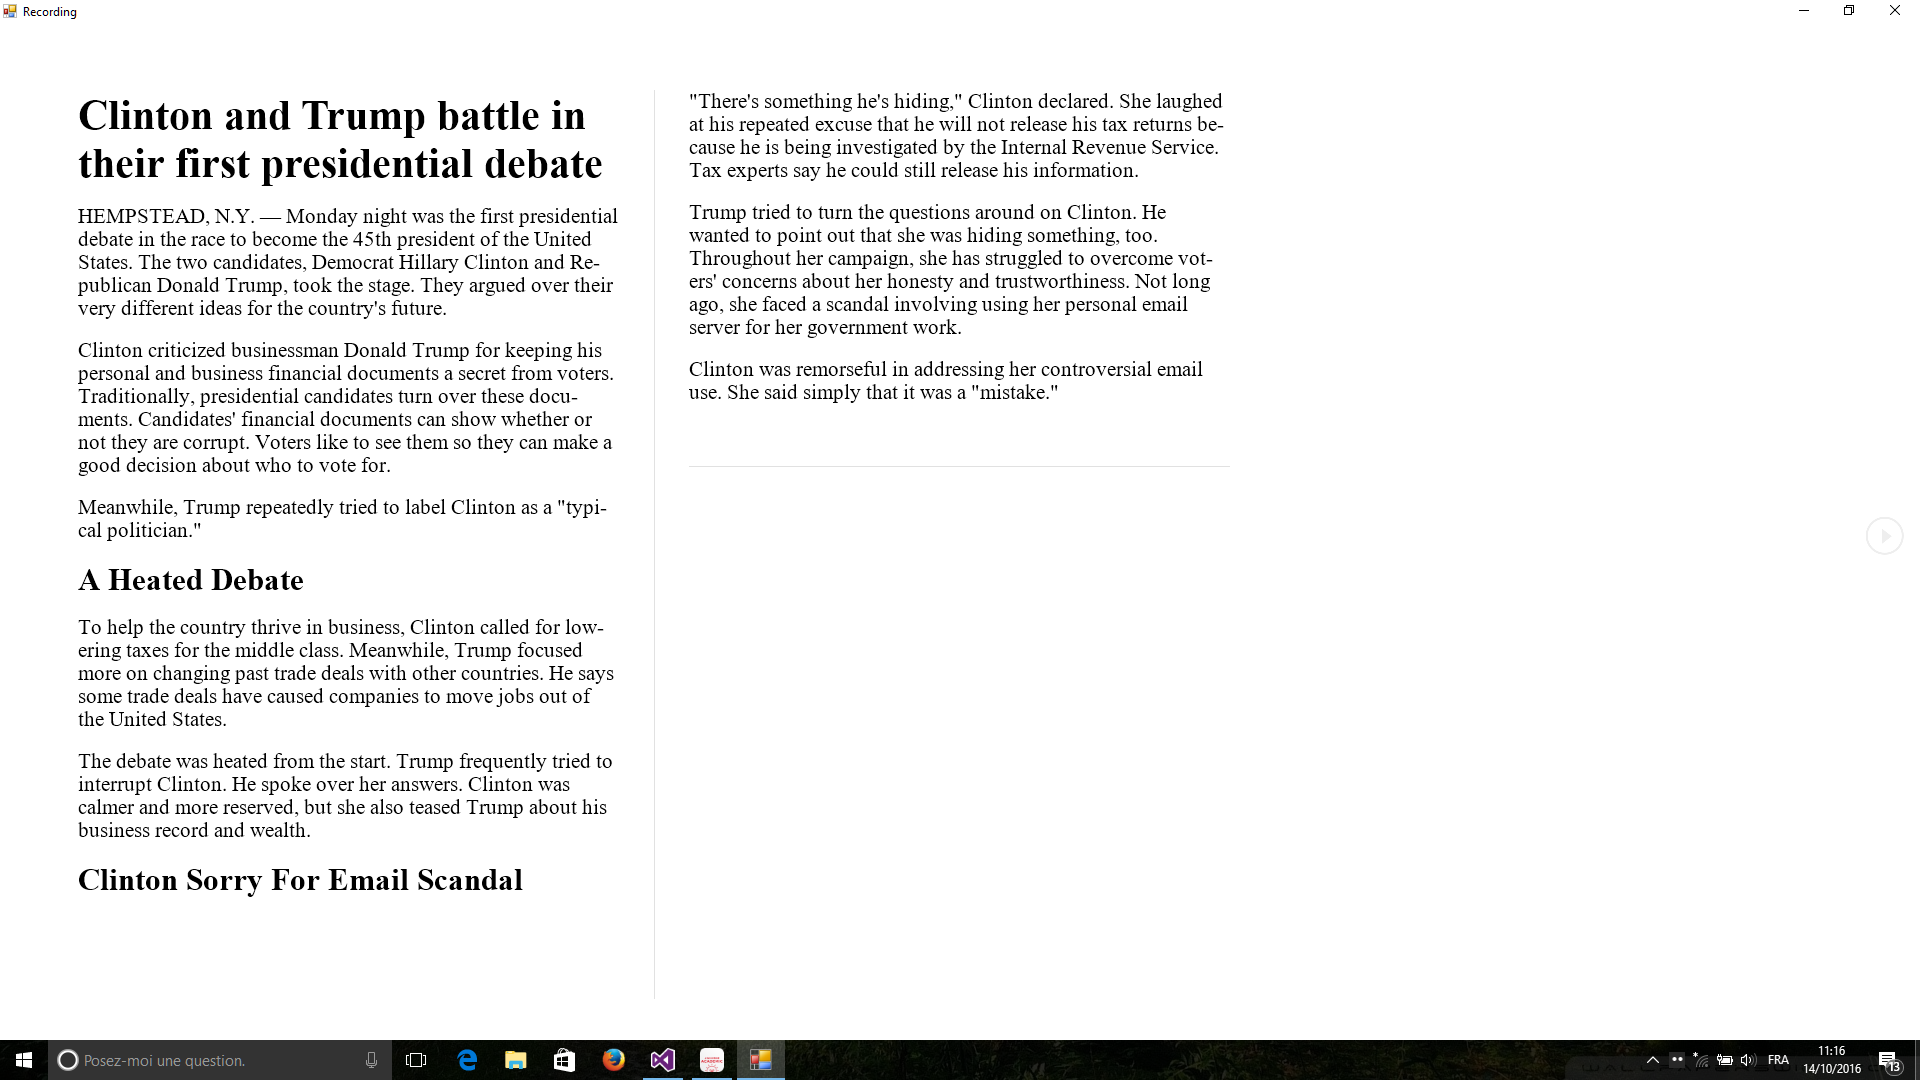 Recording
Clinton and Trump battle in
their first presidential debate
HEMPSTEAD, N.Y. — Monday night was the first presidential
debate in the race to become the 45th president of the United
States. The two candidates, Democrat Hillary Clinton and Re-
publican Donald Trump, took the stage. They argued over their
very different ideas for the country's future.
Clinton criticized businessman Donald Trump for keeping his
personal and business financial documents a secret from voters.
Traditionally, presidential candidates turn over these docu-
ments. Candidates' financial documents can show whether or
not they are corrupt. Voters like to see them so they can make a
good decision about who to vote for.
Meanwhile, Trump repeatedly tried to label Clinton as a "typi-
cal politician."
A Heated Debate
To help the country thrive in business, Clinton called for low-
ering taxes for the middle class. Meanwhile, Trump focused
more on changing past trade deals with other countries. He says
some trade deals have caused companies to move jobs out of
the United States.
The debate was heated from the start. Trump frequently tried to
interrupt Clinton. He spoke over her answers. Clinton was
calmer and more reserved, but she also teased Trump about his
business record and wealth.
Clinton Sorry For Email Scandal
"There's something he's hiding," Clinton declared. She laughed
at his repeated excuse that he will not release his tax returns be-
cause he is being investigated by the Internal Revenue Service.
Tax experts say he could still release his information.
Trump tried to turn the questions around on Clinton. He
wanted to point out that she was hiding something, too.
Throughout her campaign, she has struggled to overcome vot-
ers' concerns about her honesty and trustworthiness. Not long
ago, she faced a scandal involving using her personal email
server for her government work.
Clinton was remorseful in addressing her controversial email
use. She said simply that it was a "mistake."
Posez-moi une question.
FRA
11:16
14/10/2016
13